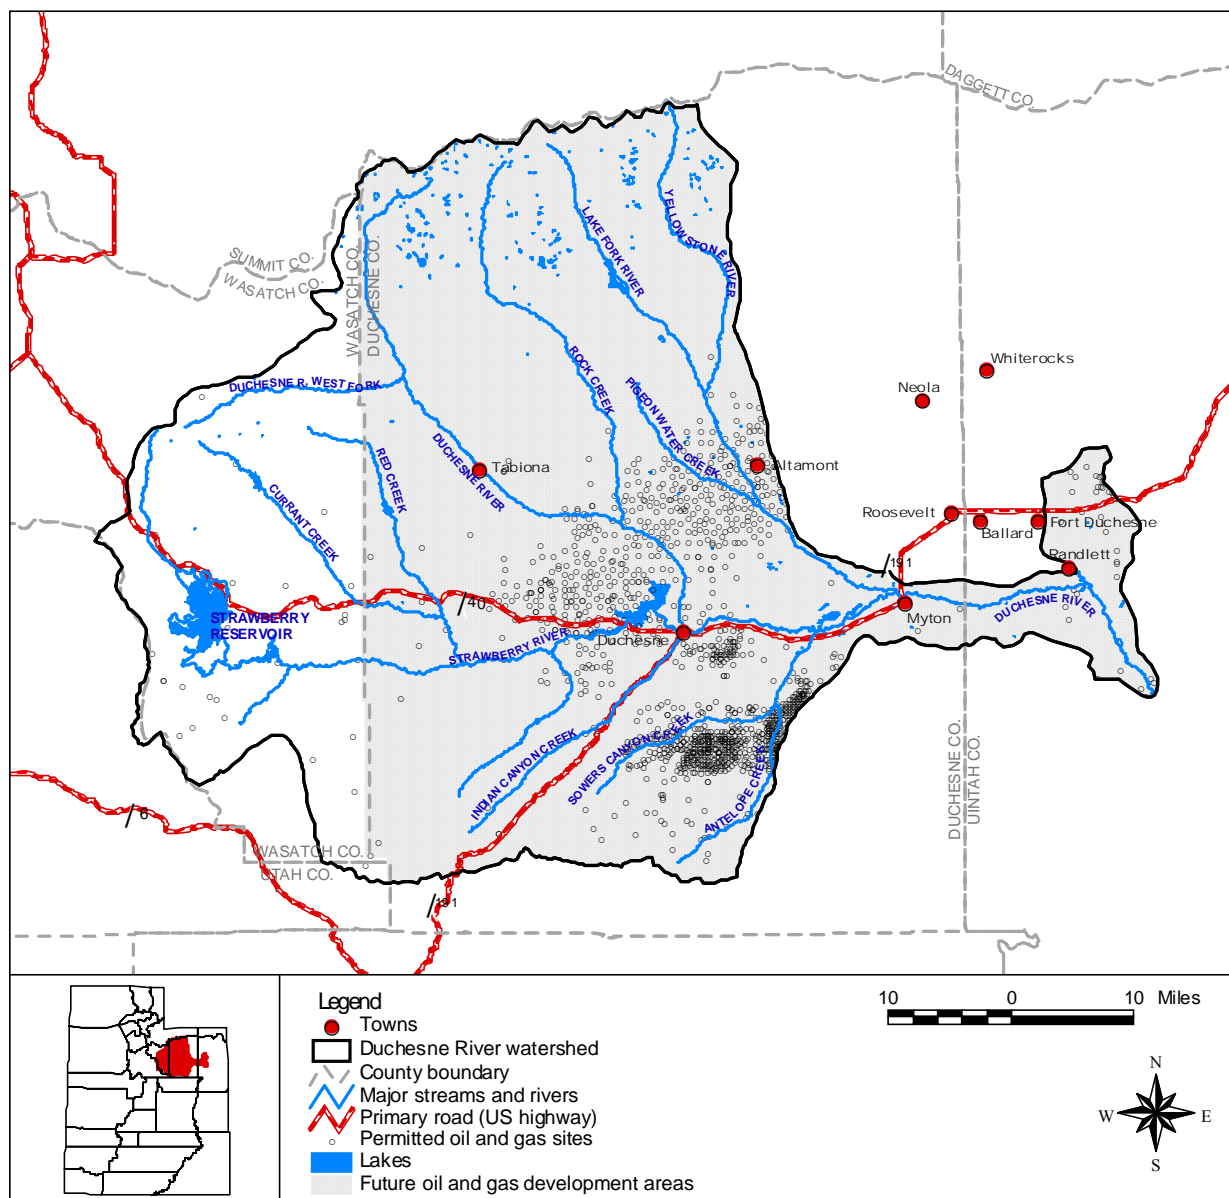 DAGGETT CO.
SUMMIT CO.
WASATCH CO.
WASATCH CO.
DUCHESNE CO.
LAKE FORK RIVER
YELLOWSTONE RIVER
DUCHESNE R. WEST FORK
ROCK CREEK
PIGEON WATER CREEK
Whiterocks
Neola
Tabiona
DUCHESNE RIVER
RED CREEK
CURRANT CREEK
Altamont
Roosevelt
Ballard
Fort Duchesne
Randlett
191
40
STRAWBERRY
RESERVOIR
Myton
DUCHESNE RIVER
Duchesne
STRAWBERRY RIVER
INDIAN CANYON CREEK
SOWERS CANYON CREEK
ANTELOPE CREEK
DUCHESNE CO.
UINTAH CO.
6
WASATCH CO.
UTAH CO.
191
Legend
Towns
Duchesne River watershed
County boundary
Major streams and rivers
Primary road (US highway)
Permitted oil and gas sites
Lakes
Future oil and gas development areas
10 0 10 Miles
N
W E
S